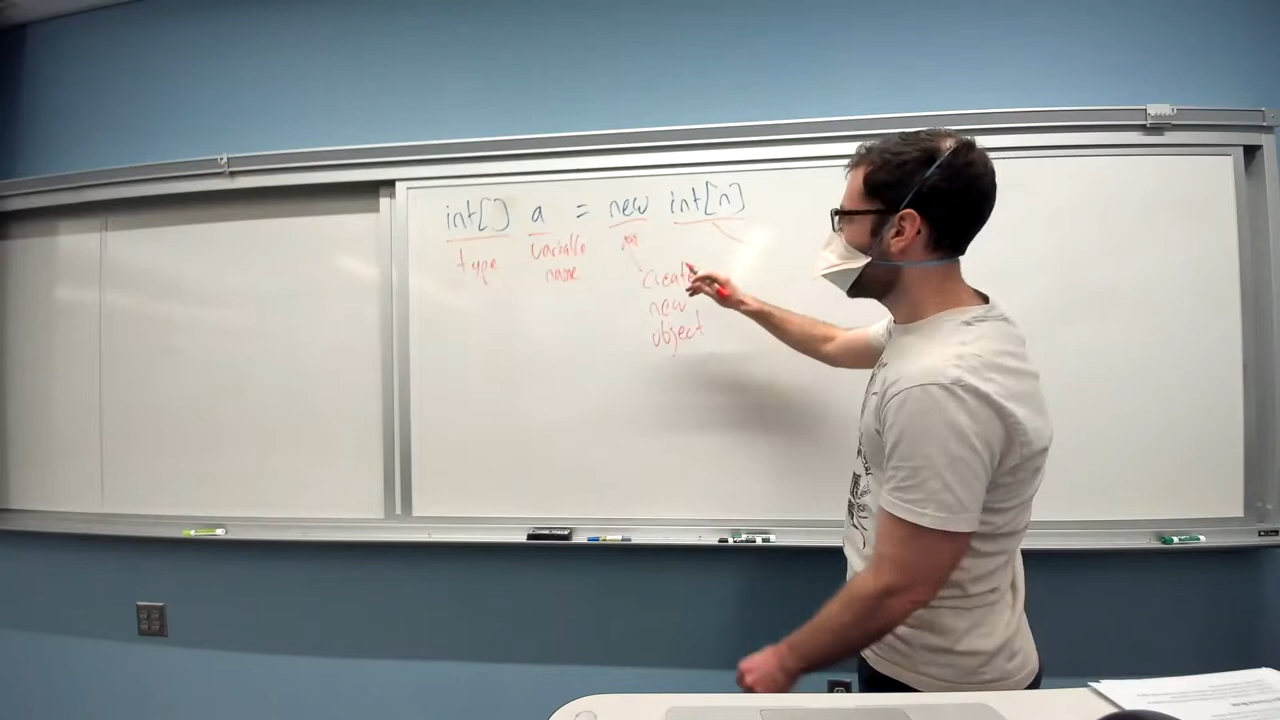 int[] a = new int[n]
type
variable
name
create
new
object